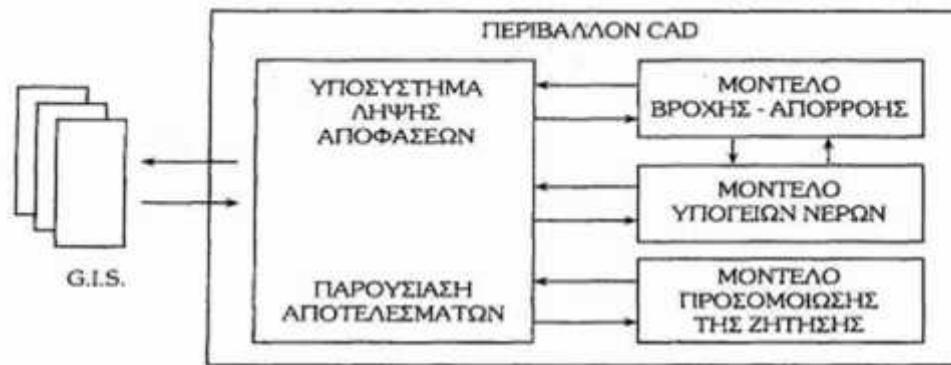 ΠΕΡΙΒΑΛΛΟΝ CAD
ΥΠΟΣΥΣΤΗΜΑ
ΛΗΨΗΣ
ΑΠΟΦΑΣΕΩΝ
ΠΑΡΟΥΣΙΑΣΗ
ΑΠΟΤΕΛΕΣΜΑΤΩΝ
ΜΟΝΤΕΛΟ
ΒΡΟΧΗΣ - ΑΠΟΡΡΟΗΣ
ΜΟΝΤΕΛΟ
ΥΠΟΓΕΙΩΝ ΝΕΡΩΝ
ΜΟΝΤΕΛΟ
ΠΡΟΣΟΜΟΙΩΣΗΣ
ΤΗΣ ΖΗΤΗΣΗΣ
G.I.S.